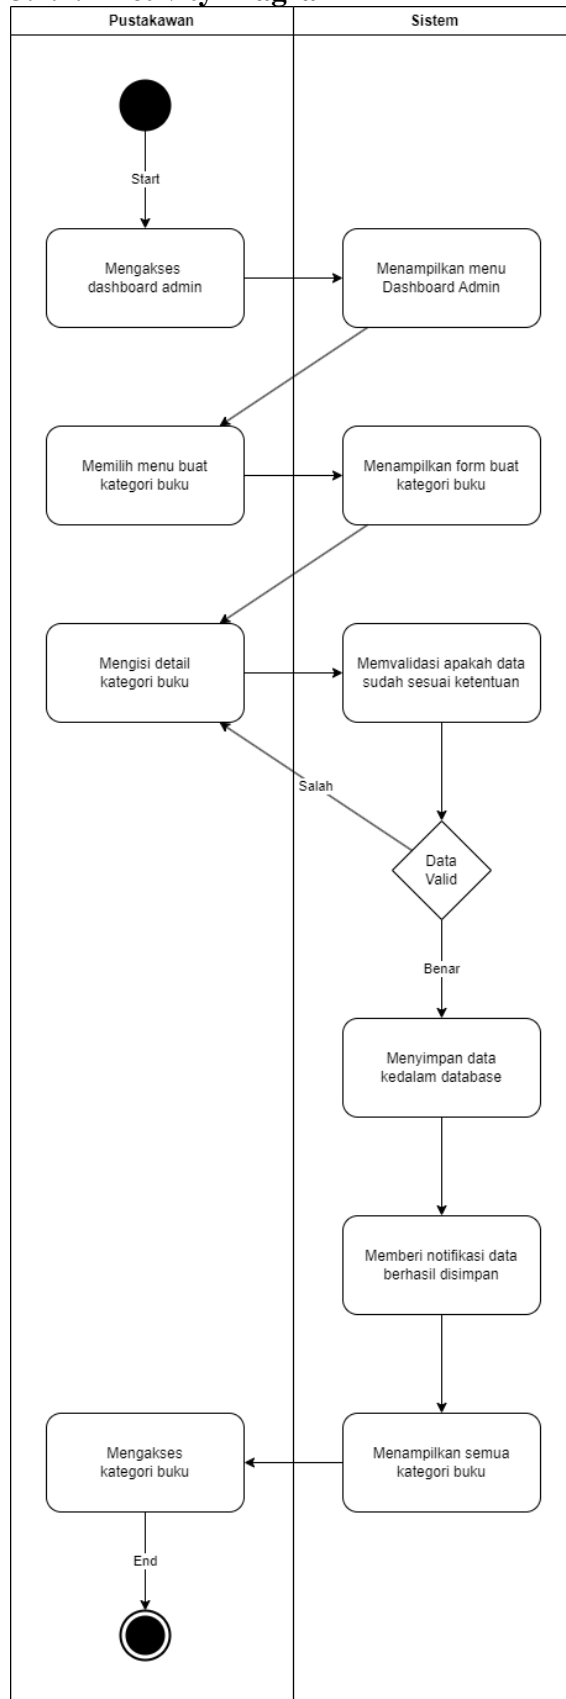 Pustakawan
Sistem
Start
Mengakses
dashboard admin
Menampilkan menu
Dashboard Admin
Memilih menu buat
kategori buku
Menampilkan form buat
kategori buku
Mengisi detail
kategori buku
Memvalidasi apakah data
sudah sesuai ketentuan
Salah
Data
Valid
Benar
Menyimpan data
kedalam database
Memberi notifikasi data
berhasil disimpan
Mengakses
kategori buku
Menampilkan semua
kategori buku
End